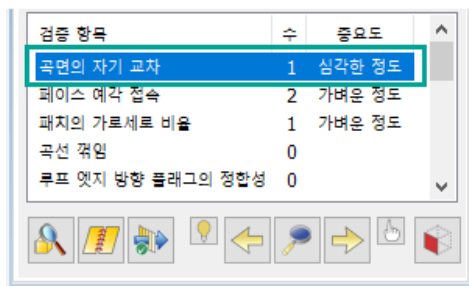 검증 항목 수 중요도
곡면의 자기 교차 1 심각한 정도
페이스 예각 접속 2 가벼운 정도
패치의 가로세로 비율 1 가벼운 정도
곡선 꺾임 0
루프 엣지 방향 플래그의 정합성 0